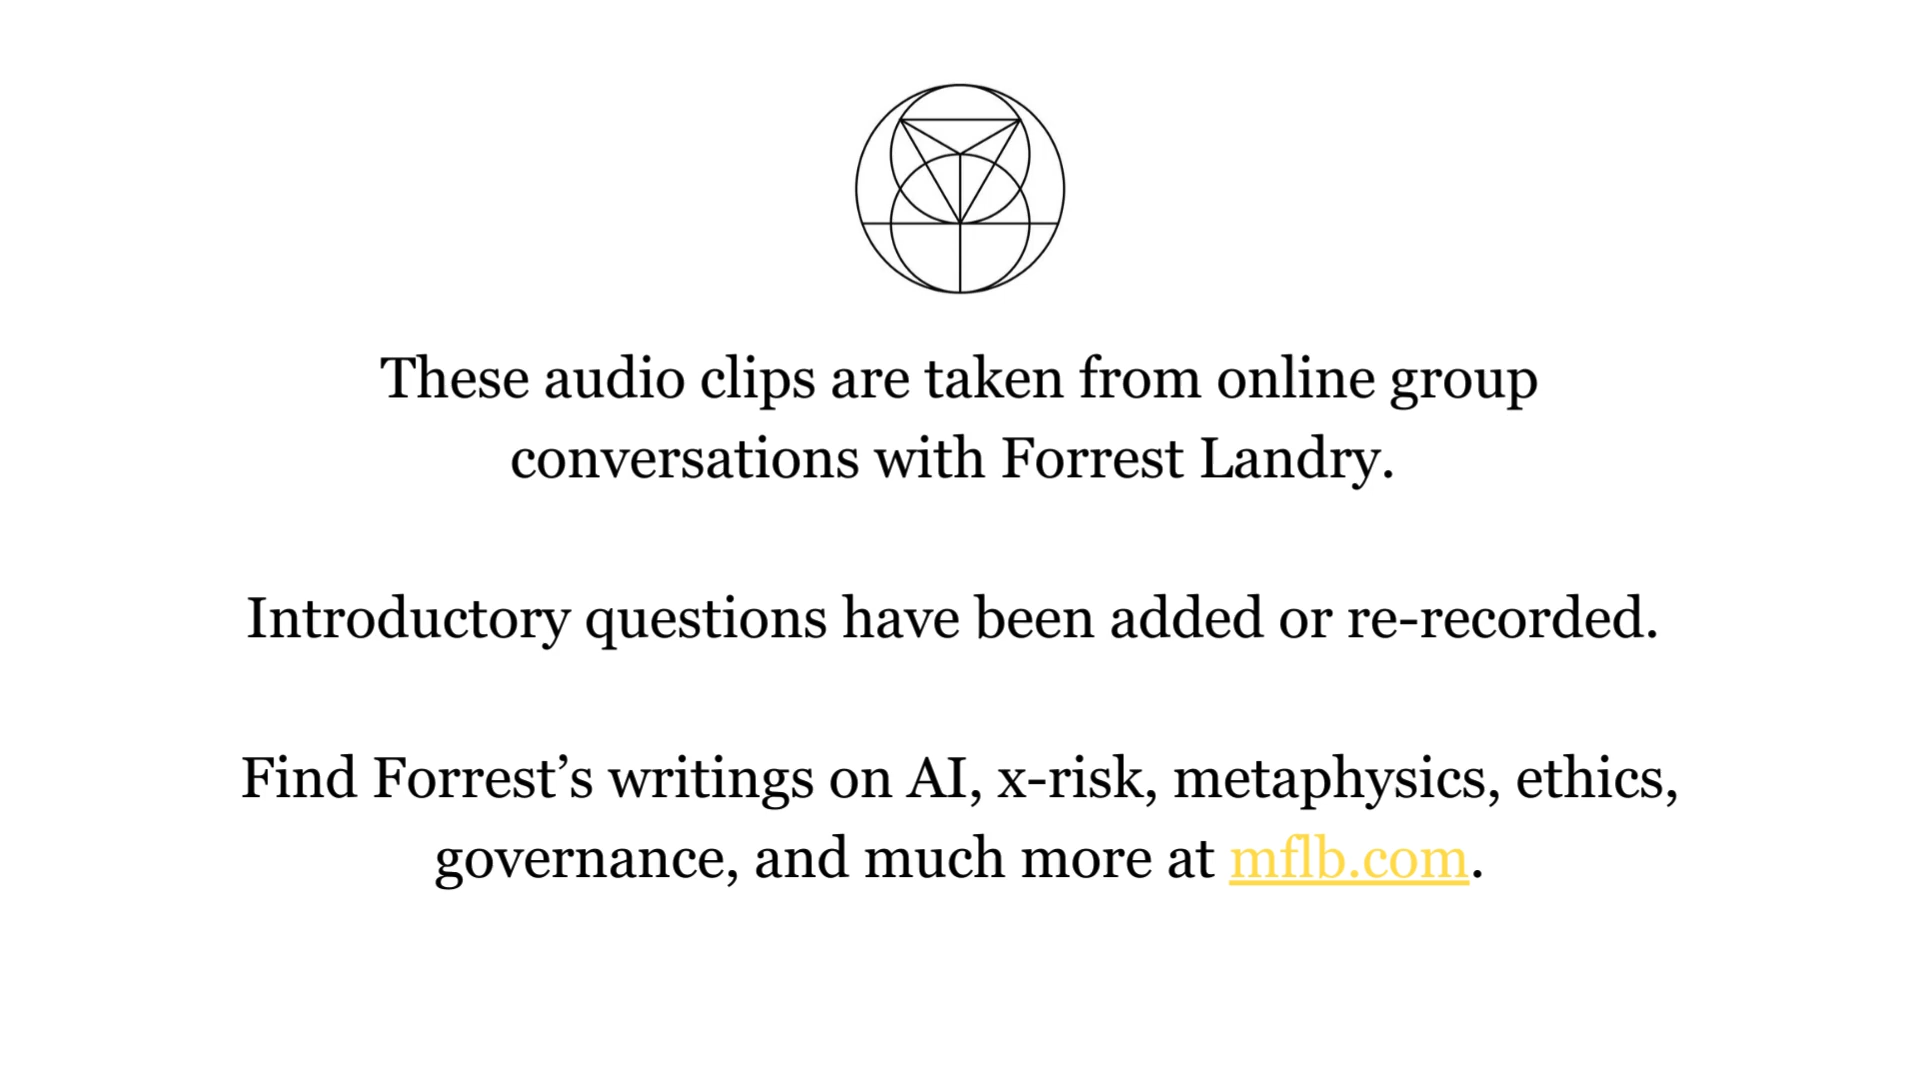 These audio clips are taken from online group
conversations with Forrest Landry.
Introductory questions have been added or re-recorded.
Find Forrest’s writings on AI, x-risk, metaphysics, ethics,
governance, and much more at mflb.com.